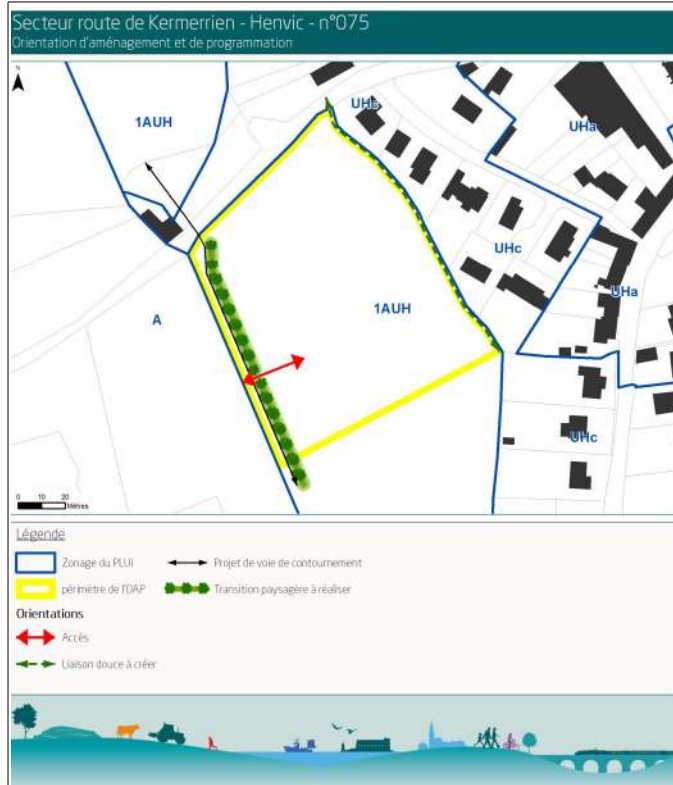 Secteur route de Kermerrien - Henvic - n°075
Orientation d'aménagement et de programmation
N
UHc
1AUH
UHa
UHc
1AUH
UHa
A
UHc
0 10 20
Mètres
Légende
Zonage du PLUi
Projet de voie de contournement
périmètre de l'OAP
Transition paysagère à réaliser
Orientations
Accès
Liaison douce à créer